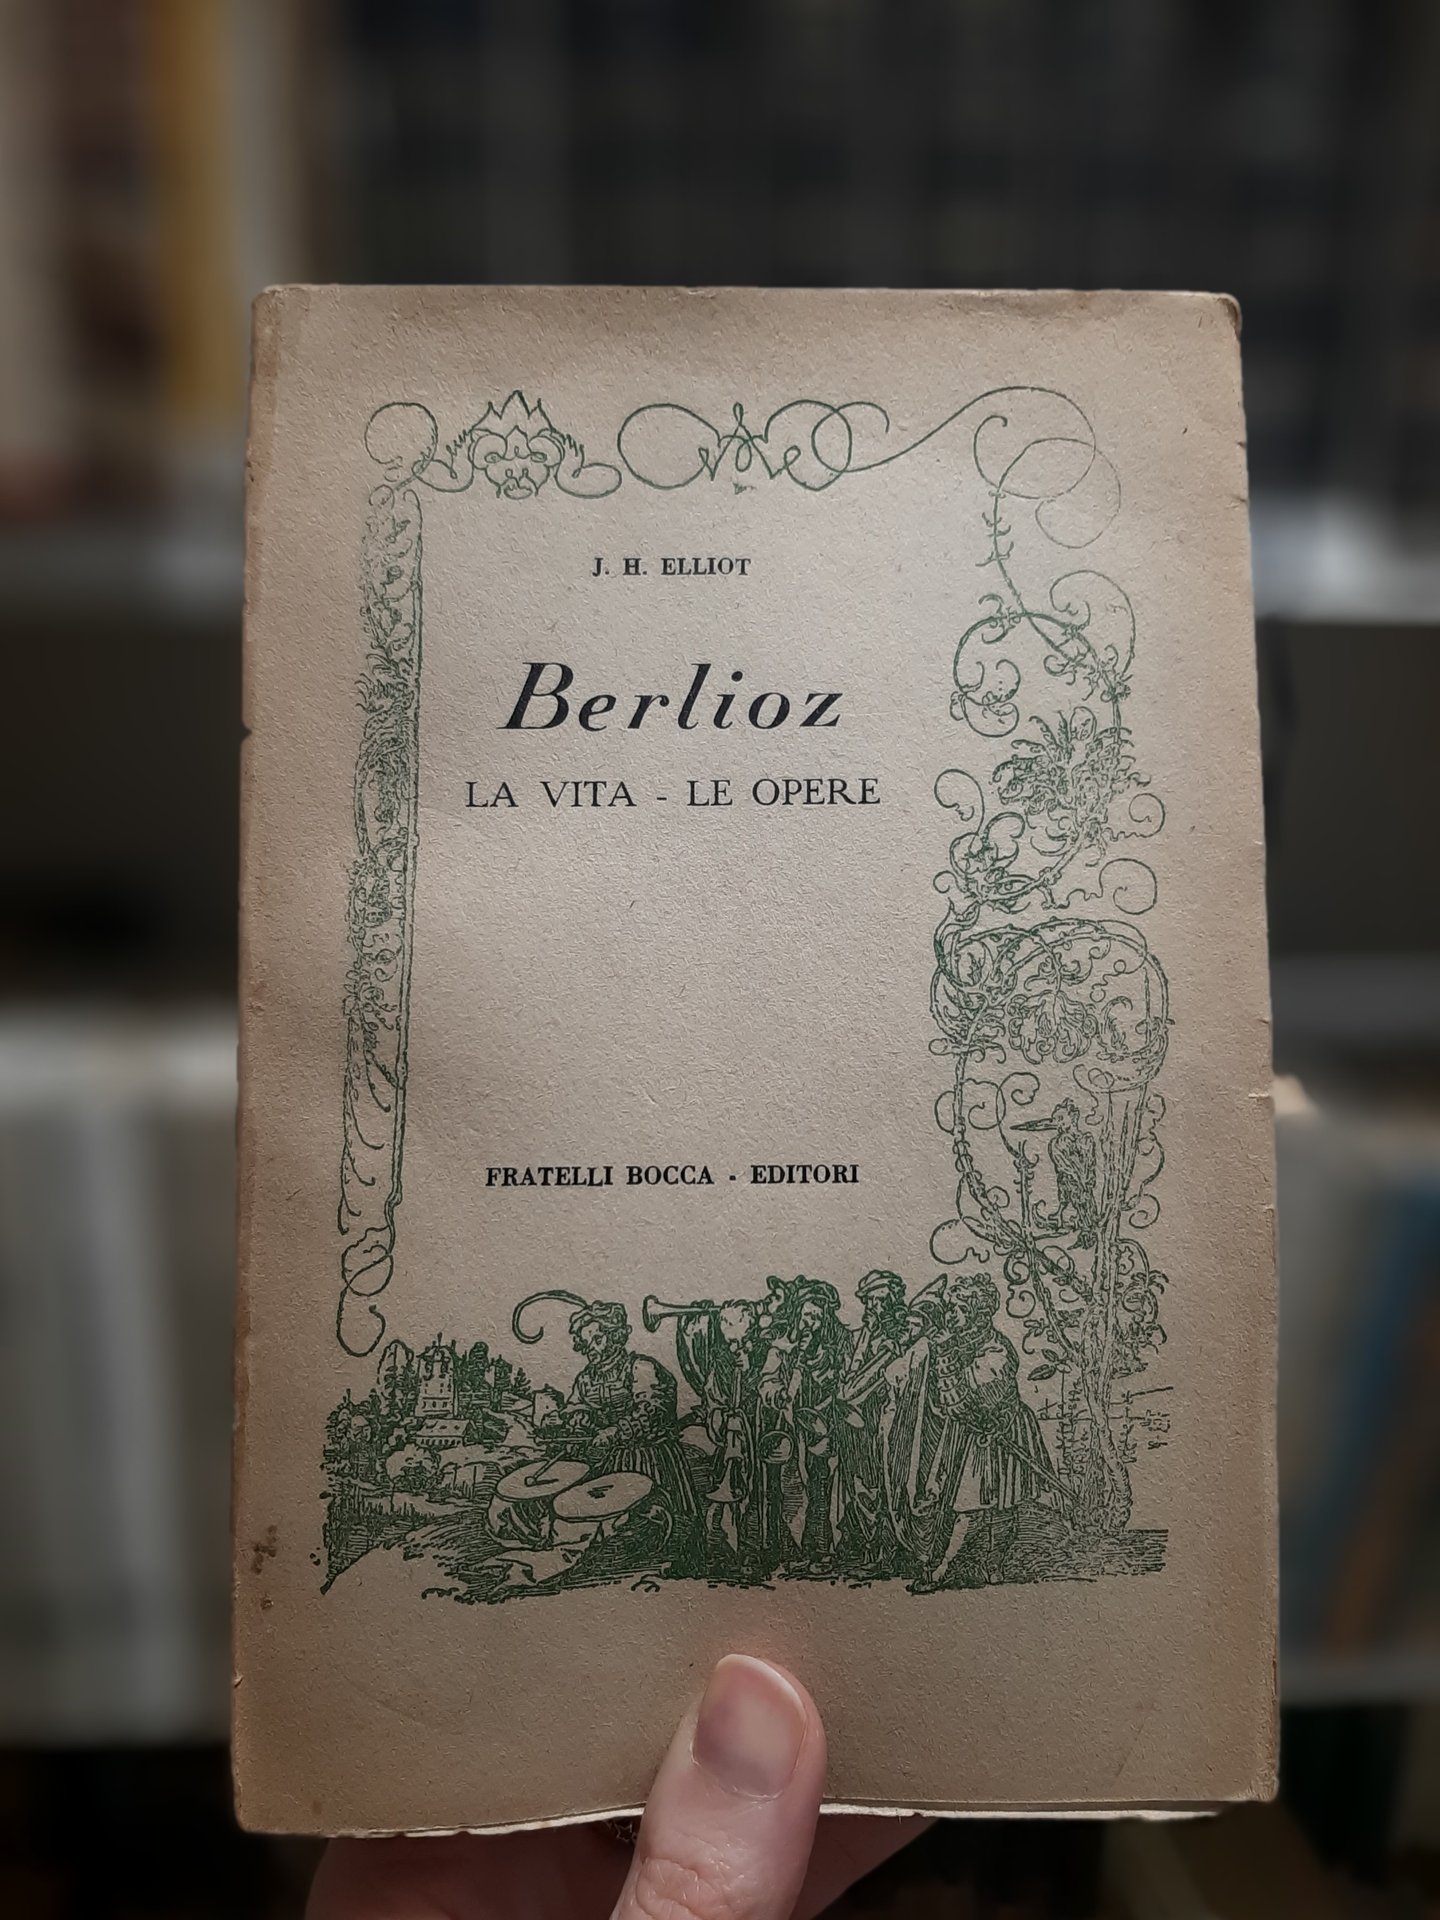 J. H. ELLIOT
Berlioz
LA VITA - LE OPERE
FRATELLI BOCCA - EDITORI